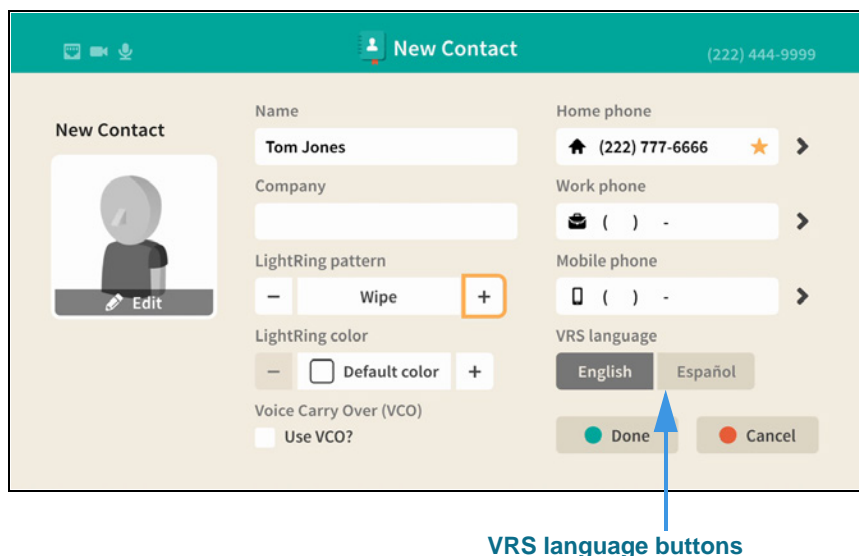 New Contact
(222) 444-9999
New Contact
Edit
Name
Tom Jones
Company
LightRing pattern
− Wipe +
LightRing color
− Default color +
Voice Carry Over (VCO)
Use VCO?
Home phone
(222) 777-6666
Work phone
( ) -
Mobile phone
( ) -
VRS language
English Español
Done Cancel
VRS language buttons